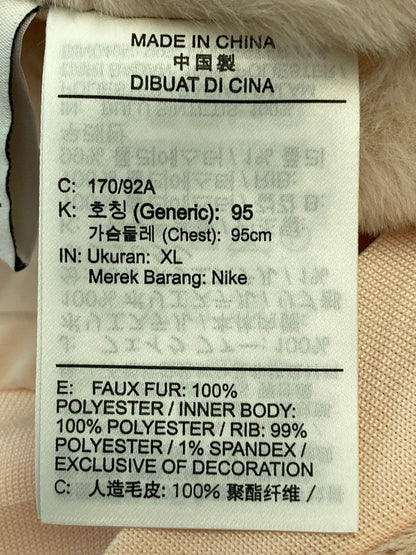 MADE IN CHINA
中国製
DIBUAT DI CINA
C: 170/92A
K: 호칭 (Generic): 95
가슴둘레 (Chest): 95cm
IN: Ukuran: XL
Merek Barang: Nike
E: FAUX FUR: 100%
POLYESTER / INNER BODY:
100% POLYESTER / RIB: 99%
POLYESTER / 1% SPANDEX /
EXCLUSIVE OF DECORATION
C: 人造毛皮: 100% 聚酯纤维 /